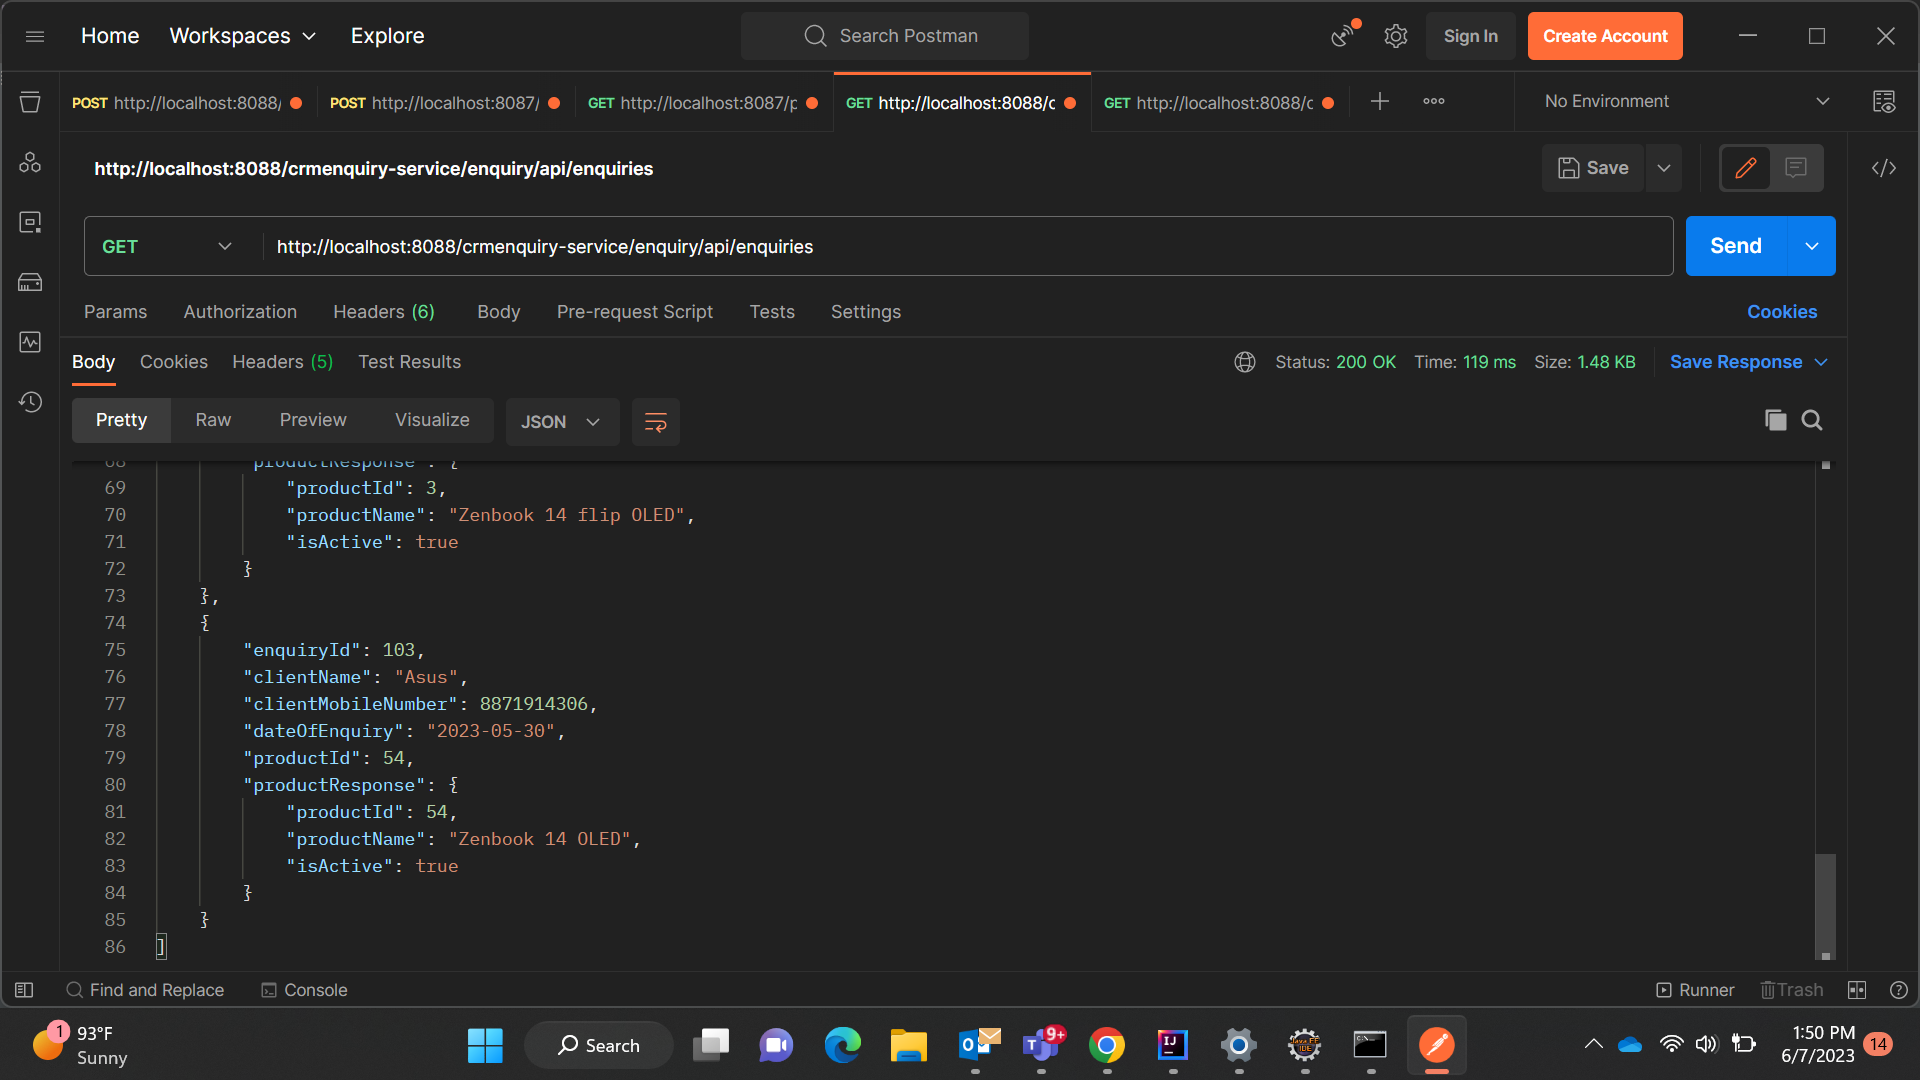 Home Workspaces Explore Search Postman Sign In Create Account
POST http://localhost:8088/ POST http://localhost:8087/ GET http://localhost:8087/p GET http://localhost:8088/c GET http://localhost:8088/c No Environment
http://localhost:8088/crmenquiry-service/enquiry/api/enquiries Save
GET http://localhost:8088/crmenquiry-service/enquiry/api/enquiries Send
Params Authorization Headers (6) Body Pre-request Script Tests Settings Cookies
Body Cookies Headers (5) Test Results Status: 200 OK Time: 119 ms Size: 1.48 KB Save Response
Pretty Raw Preview Visualize JSON
68 "productResponse": {
69 "productId": 3,
70 "productName": "Zenbook 14 flip OLED",
71 "isActive": true
72 }
73 },
74 {
75 "enquiryId": 103,
76 "clientName": "Asus",
77 "clientMobileNumber": 8871914306,
78 "dateOfEnquiry": "2023-05-30",
79 "productId": 54,
80 "productResponse": {
81 "productId": 54,
82 "productName": "Zenbook 14 OLED",
83 "isActive": true
84 }
85 }
86 ]
Find and Replace Console Runner Trash
1 93°F
Sunny
Search
9+
1:50 PM
6/7/2023
14